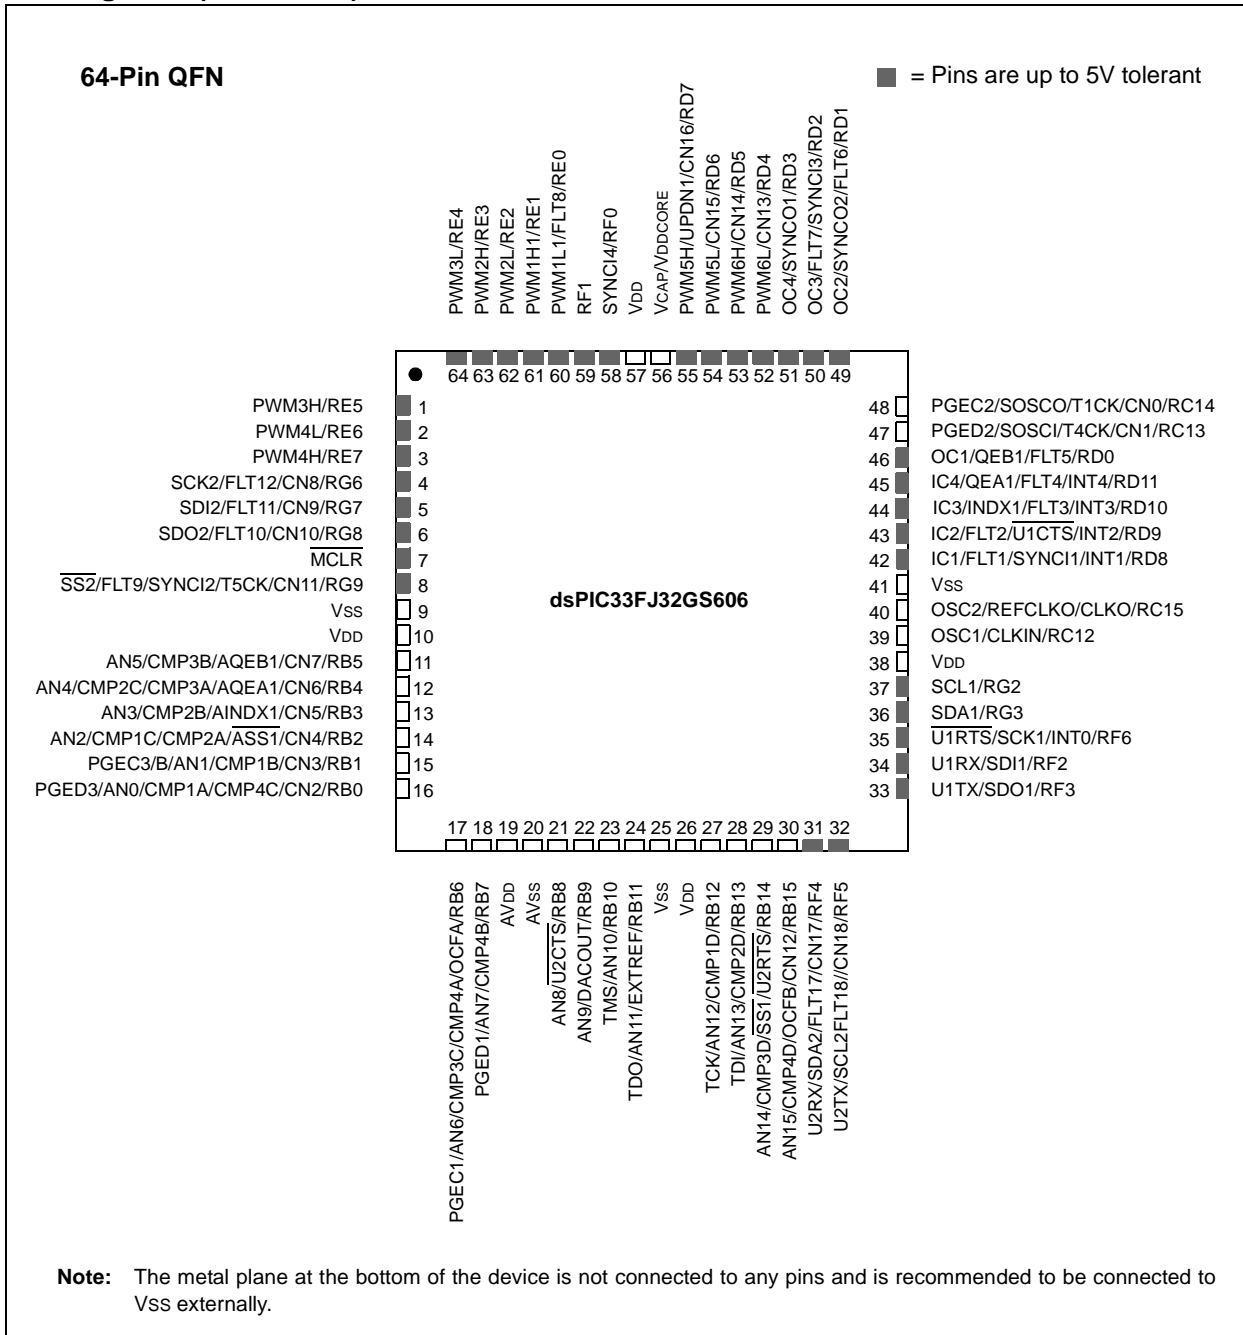 64-Pin QFN
= Pins are up to 5V tolerant
PWM3L/RE4
PWM2H/RE3
PWM2L/RE2
PWM1H1/RE1
PWM1L1/FLT8/RE0
RF1
SYNCI4/RF0
VDD
VCAP/VDDCORE
PWM5H/UPDN1/CN16/RD7
PWM5L/CN15/RD6
PWM6H/CN14/RD5
PWM6L/CN13/RD4
OC4/SYNCO1/RD3
OC3/FLT7/SYNCI3/RD2
OC2/SYNCO2/FLT6/RD1
64 63 62 61 60 59 58 57 56 55 54 53 52 51 50 49
PWM3H/RE5 1
PWM4L/RE6 2
PWM4H/RE7 3
SCK2/FLT12/CN8/RG6 4
SDI2/FLT11/CN9/RG7 5
SDO2/FLT10/CN10/RG8 6
MCLR 7
SS2/FLT9/SYNCI2/T5CK/CN11/RG9 8
VSS 9
VDD 10
AN5/CMP3B/AQEB1/CN7/RB5 11
AN4/CMP2C/CMP3A/AQEA1/CN6/RB4 12
AN3/CMP2B/AINDX1/CN5/RB3 13
AN2/CMP1C/CMP2A/ASS1/CN4/RB2 14
PGEC3/B/AN1/CMP1B/CN3/RB1 15
PGED3/AN0/CMP1A/CMP4C/CN2/RB0 16
dsPIC33FJ32GS606
48 PGEC2/SOSCO/T1CK/CN0/RC14
47 PGED2/SOSCI/T4CK/CN1/RC13
46 OC1/QEB1/FLT5/RD0
45 IC4/QEA1/FLT4/INT4/RD11
44 IC3/INDX1/FLT3/INT3/RD10
43 IC2/FLT2/U1CTS/INT2/RD9
42 IC1/FLT1/SYNCI1/INT1/RD8
41 VSS
40 OSC2/REFCLKO/CLKO/RC15
39 OSC1/CLKIN/RC12
38 VDD
37 SCL1/RG2
36 SDA1/RG3
35 U1RTS/SCK1/INT0/RF6
34 U1RX/SDI1/RF2
33 U1TX/SDO1/RF3
17 18 19 20 21 22 23 24 25 26 27 28 29 30 31 32
PGEC1/AN6/CMP3C/CMP4A/OCFA/RB6
PGED1/AN7/CMP4B/RB7
AVDD
AVSS
AN8/U2CTS/RB8
AN9/DACOUT/RB9
TMS/AN10/RB10
TDO/AN11/EXTREF/RB11
VSS
VDD
TCK/AN12/CMP1D/RB12
TDI/AN13/CMP2D/RB13
AN14/CMP3D/SS1/U2RTS/RB14
AN15/CMP4D/OCFB/CN12/RB15
U2RX/SDA2/FLT17/CN17/RF4
U2TX/SCL2FLT18//CN18/RF5
Note: The metal plane at the bottom of the device is not connected to any pins and is recommended to be connected to
VSS externally.